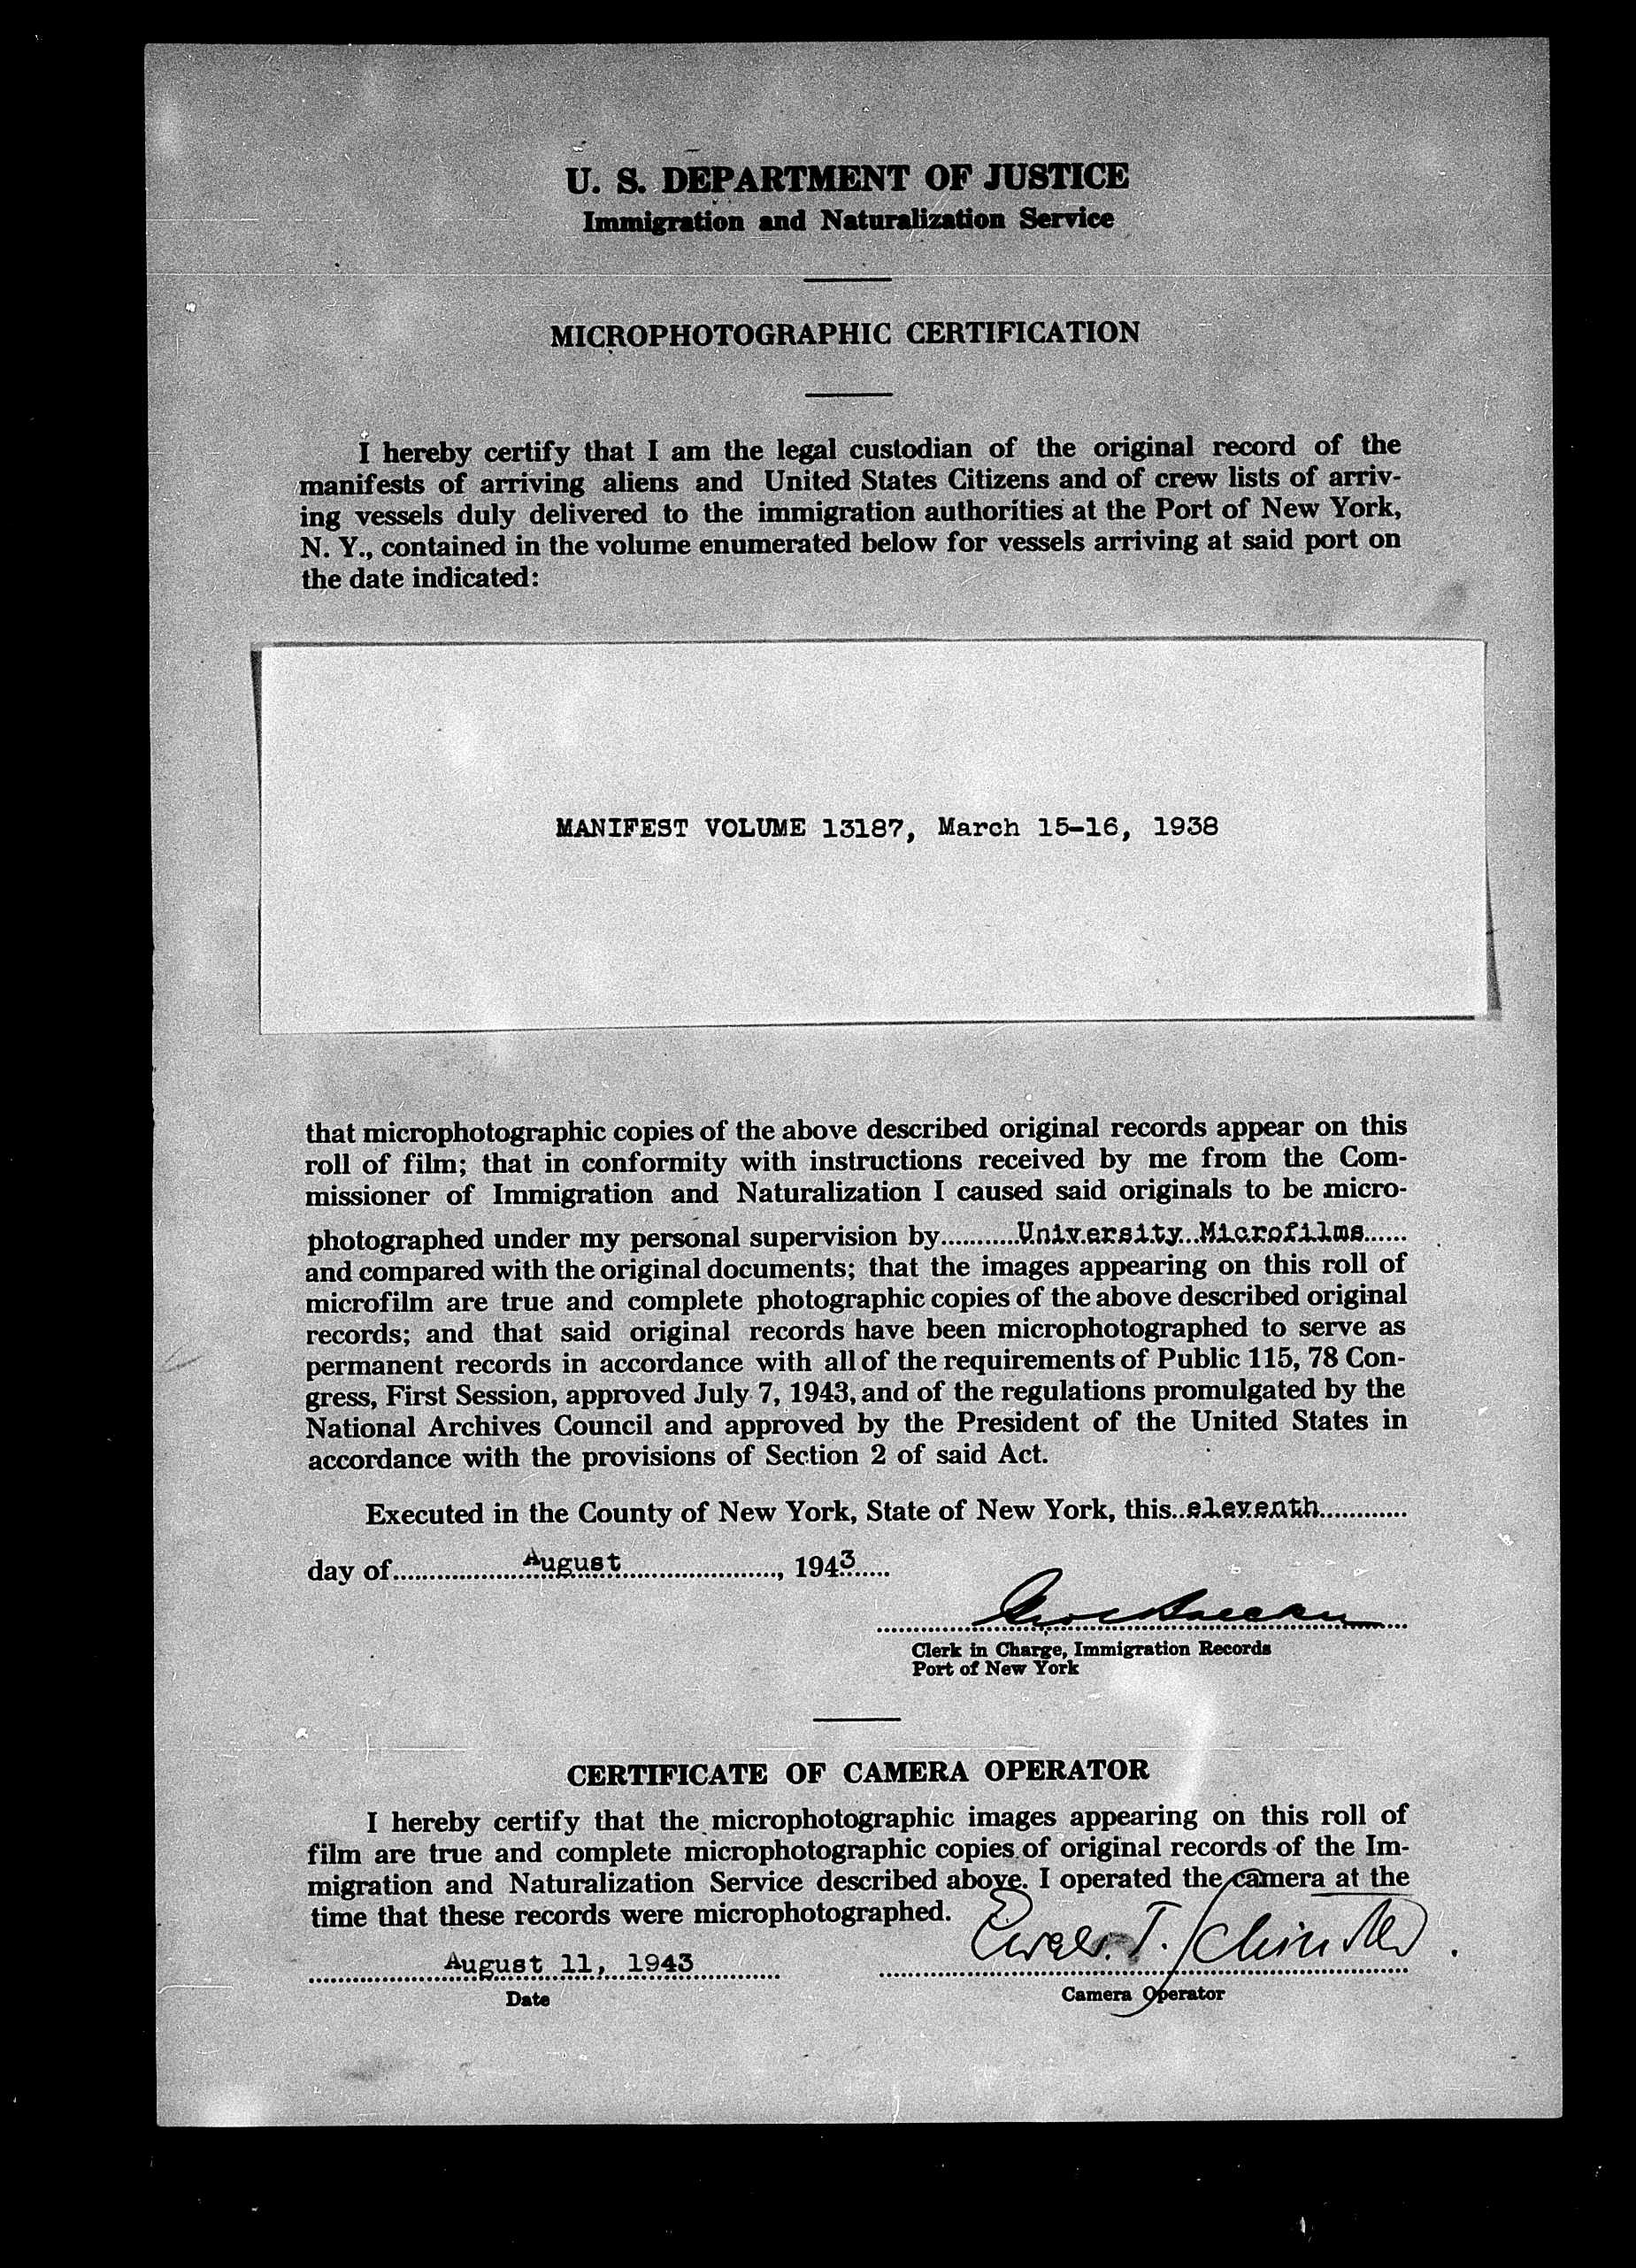 U. S. DEPARTMENT OF JUSTICE
Immigration and Naturalization Service
MICROPHOTOGRAPHIC CERTIFICATION
I hereby certify that I am the legal custodian of the original record of the
manifests of arriving aliens and United States Citizens and of crew lists of arriv-
ing vessels duly delivered to the immigration authorities at the Port of New York,
N. Y., contained in the volume enumerated below for vessels arriving at said port on
the date indicated:
MANIFEST VOLUME 13187, March 15-16, 1938
that microphotographic copies of the above described original records appear on this
roll of film; that in conformity with instructions received by me from the Com-
missioner of Immigration and Naturalization I caused said originals to be micro-
photographed under my personal supervision by University Microfilms
and compared with the original documents; that the images appearing on this roll of
microfilm are true and complete photographic copies of the above described original
records; and that said original records have been microphotographed to serve as
permanent records in accordance with all of the requirements of Public 115, 78 Con-
gress, First Session, approved July 7, 1943, and of the regulations promulgated by the
National Archives Council and approved by the President of the United States in
accordance with the provisions of Section 2 of said Act.
Executed in the County of New York, State of New York, this eleventh
day of August, 1943
Clerk in Charge, Immigration Records
Port of New York
CERTIFICATE OF CAMERA OPERATOR
I hereby certify that the microphotographic images appearing on this roll of
film are true and complete microphotographic copies of original records of the Im-
migration and Naturalization Service described above. I operated the camera at the
time that these records were microphotographed.
August 11, 1943
Date
Camera Operator